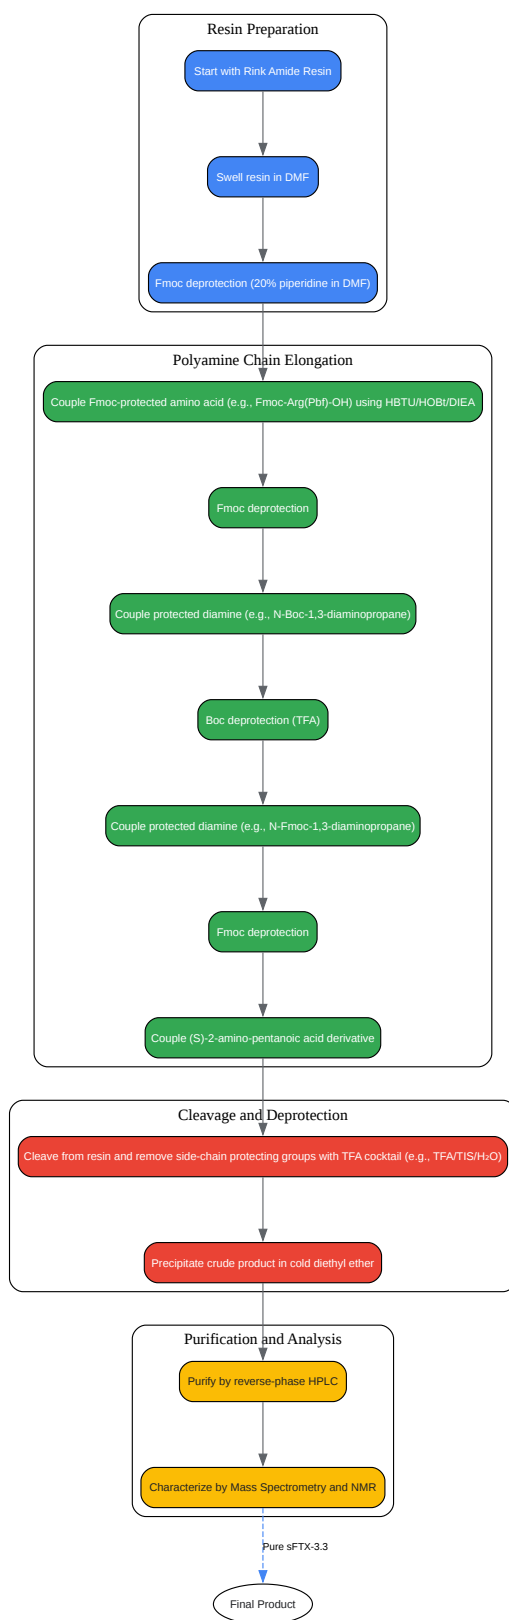 Resin Preparation
Start with Rink Amide Resin
Swell resin in DMF
Fmoc deprotection (20% piperidine in DMF)
Polyamine Chain Elongation
Couple Fmoc-protected amino acid (e.g., Fmoc-Arg(Pbf)-OH) using HBTU/HOBt/DIEA
Fmoc deprotection
Couple protected diamine (e.g., N-Boc-1,3-diaminopropane)
Boc deprotection (TFA)
Couple protected diamine (e.g., N-Fmoc-1,3-diaminopropane)
Fmoc deprotection
Couple (S)-2-amino-pentanoic acid derivative
Cleavage and Deprotection
Cleave from resin and remove side-chain protecting groups with TFA cocktail (e.g., TFA/TIS/H₂O)
Precipitate crude product in cold diethyl ether
Purification and Analysis
Purify by reverse-phase HPLC
Characterize by Mass Spectrometry and NMR
Pure sFTX-3.3
Final Product